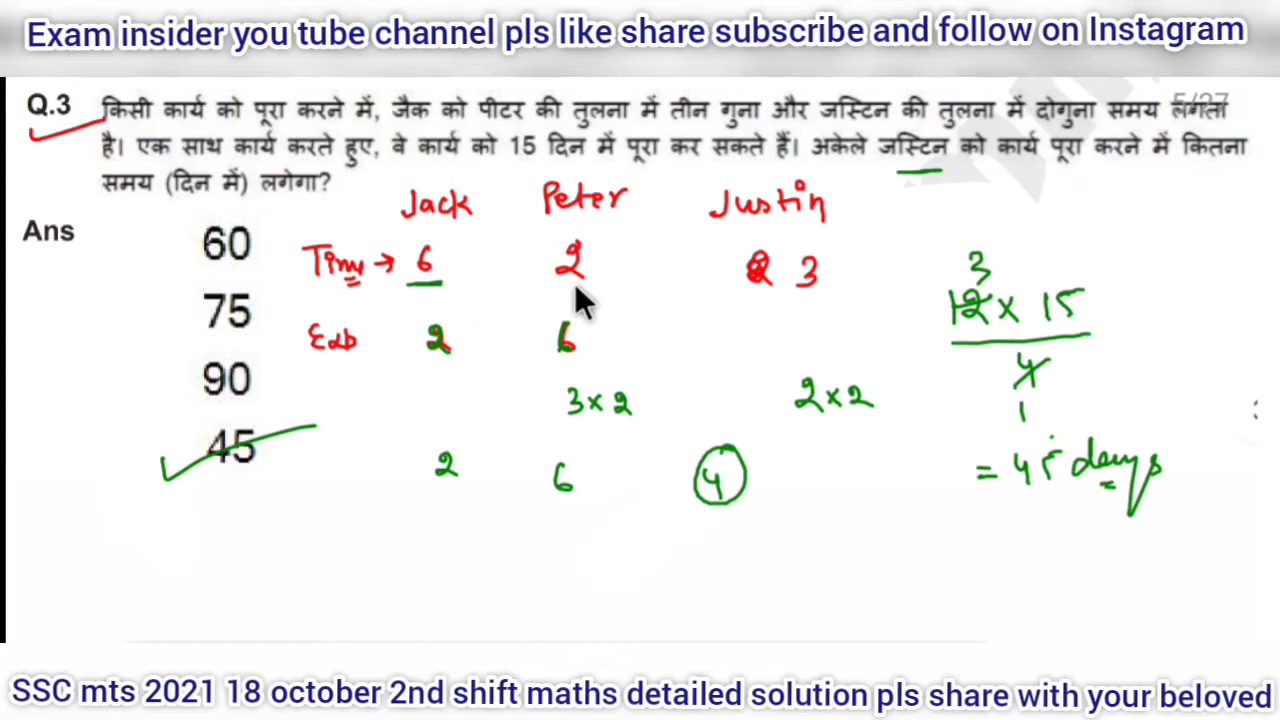 Exam insider you tube channel pls like share subscribe and follow on Instagram
5/27
Q.3 किसी कार्य को पूरा करने में, जैक को पीटर की तुलना में तीन गुना और जस्टिन की तुलना में दोगुना समय लगता
है। एक साथ कार्य करते हुए, वे कार्य को 15 दिन में पूरा कर सकते हैं। अकेले जस्टिन को कार्य पूरा करने में कितना
समय (दिन में) लगेगा?
Jack Peter Justin
Ans
60
Time → 6 2 3
3
12 x 15
75
2 6
4
90
3 x 2 2 x 2
1
45
2 6 4
= 45 days
SSC mts 2021 18 october 2nd shift maths detailed solution pls share with your beloved